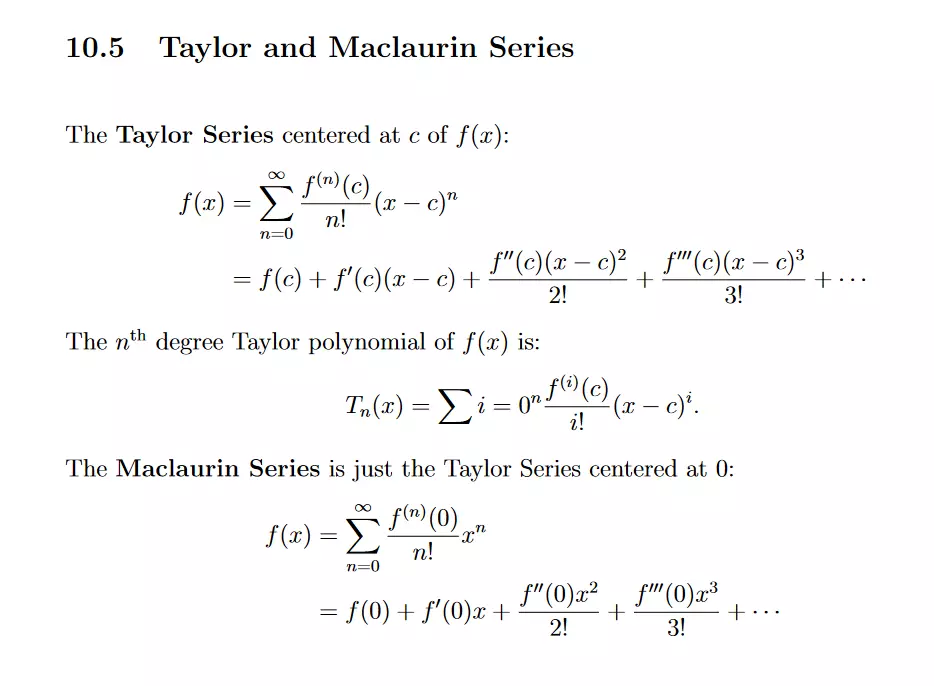 10.5 Taylor and Maclaurin Series
The **Taylor Series** centered at $c$ of $f(x)$:
$f(x) = \sum_{n=0}^{\infty} \frac{f^{(n)}(c)}{n!}(x-c)^n$
$= f(c) + f'(c)(x-c) + \frac{f''(c)(x-c)^2}{2!} + \frac{f'''(c)(x-c)^3}{3!} + \cdots$
The $n^{\text{th}}$ degree Taylor polynomial of $f(x)$ is:
$T_n(x) = \sum i = 0^n \frac{f^{(i)}(c)}{i!}(x-c)^i.$
The **Maclaurin Series** is just the Taylor Series centered at 0:
$f(x) = \sum_{n=0}^{\infty} \frac{f^{(n)}(0)}{n!}x^n$
$= f(0) + f'(0)x + \frac{f''(0)x^2}{2!} + \frac{f'''(0)x^3}{3!} + \cdots$